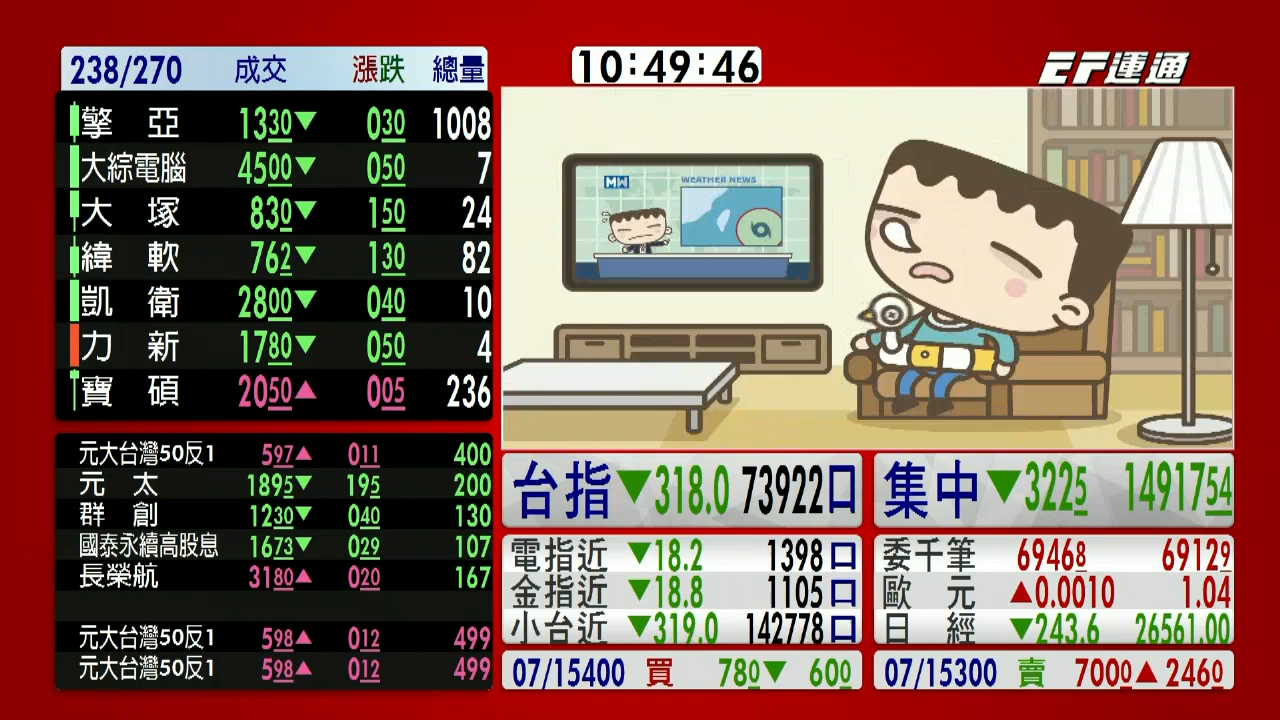 238/270 成交 漲跌 總量
擎亞 1330▼ 030 1008
大綜電腦 4500▼ 050 7
大塚 830▼ 150 24
緯軟 762▼ 130 82
凱衛 2800▼ 040 10
力新 1780▼ 050 4
寶碩 2050▲ 005 236
元大台灣50反1 597▲ 011 400
元太 1895▼ 195 200
群創 1230▼ 040 130
國泰永續高股息 1673▼ 029 107
長榮航 3180▲ 020 167
元大台灣50反1 598▲ 012 499
元大台灣50反1 598▲ 012 499
10:49:46
EF運通
MW WEATHER NEWS
台指▼318.0 73922口
集中▼3225 1491754
電指近 ▼18.2 1398口
金指近 ▼18.8 1105口
小台近 ▼319.0 142778口
委千筆 69468 69129
歐元 ▲0.0010 1.04
日經 ▼243.6 26561.00
07/15400 買 780▼ 600
07/15300 賣 7000▲ 2460